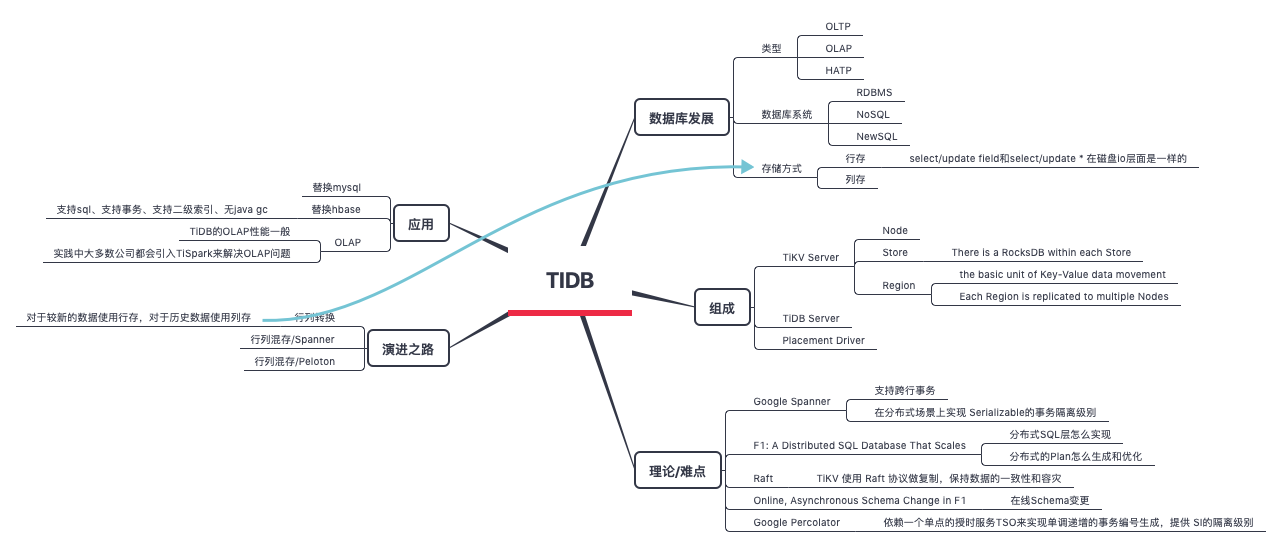 TIDB
数据库发展
类型
OLTP
OLAP
HATP
数据库系统
RDBMS
NoSQL
NewSQL
存储方式
行存
select/update field和select/update * 在磁盘io层面是一样的
列存
组成
TiKV Server
Node
Store
There is a RocksDB within each Store
Region
the basic unit of Key-Value data movement
Each Region is replicated to multiple Nodes
TiDB Server
Placement Driver
理论/难点
Google Spanner
支持跨行事务
在分布式场景上实现 Serializable的事务隔离级别
F1: A Distributed SQL Database That Scales
分布式SQL层怎么实现
分布式的Plan怎么生成和优化
Raft
TiKV 使用 Raft 协议做复制，保持数据的一致性和容灾
Online, Asynchronous Schema Change in F1
在线Schema变更
Google Percolator
依赖一个单点的授时服务TSO来实现单调递增的事务编号生成，提供 SI的隔离级别
应用
替换mysql
替换hbase
支持sql、支持事务、支持二级索引、无java gc
OLAP
TiDB的OLAP性能一般
实践中大多数公司都会引入TiSpark来解决OLAP问题
演进之路
行列转换
对于较新的数据使用行存，对于历史数据使用列存
行列混存/Spanner
行列混存/Peloton